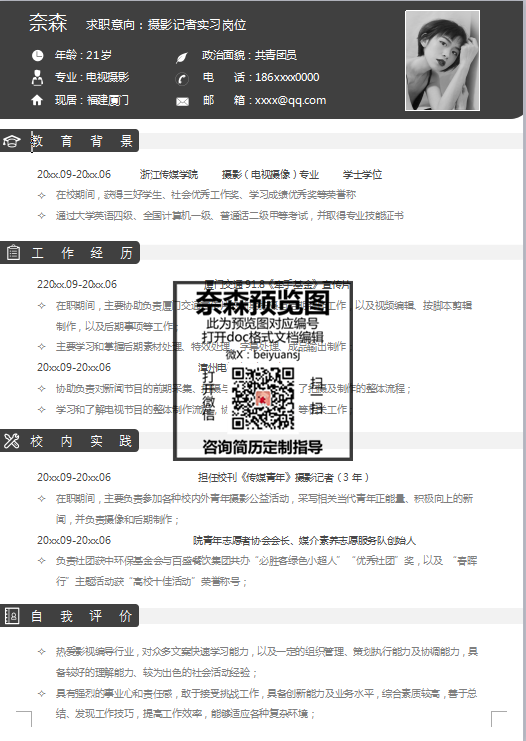 奈森 求职意向：摄影记者实习岗位
年龄：21岁 政治面貌：共青团员
专业：电视摄影 电 话：186xxxx0000
现居：福建厦门 邮 箱：xxxx@qq.com
教 育 背 景
20xx.09-20xx.06 浙江传媒学院 摄影（电视摄像）专业 学士学位
在校期间，获得三好学生、社会优秀工作奖、学习成绩优秀奖等荣誉称
通过大学英语四级、全国计算机一级、普通话二级甲等考试，并取得专业技能证书
工 作 经 历
220xx.09-20xx.06 厦门交通 91.8《牵手基金》宣传片
在职期间，主要协助负责厦门交通 工作，以及视频编辑、按脚本剪辑
制作，以及后期事项等工作；
主要学习和掌握后期素材处理、特效处理、字幕处理、成品输出制作；
20xx.09-20xx.06 漳州电
协助负责对新闻节目的前期采集、拍摄与 了拍摄及制作的整体流程；
学习和了解电视节目的整体制作流程，协 等相关工作；
奈森预览图
此为预览图对应编号
打开doc格式文档编辑
微X：beiyuansj
打开微信
扫一扫
咨询简历定制指导
校 内 实 践
20xx.09-20xx.06 担任校刊《传媒青年》摄影记者（3 年）
在职期间，主要负责参加各种校内外青年摄影公益活动，采写相关当代青年正能量、积极向上的新
闻，并负责摄像和后期制作；
20xx.09-20xx.06 院青年志愿者协会会长、媒介素养志愿服务队创始人
负责社团获中环保基金会与百盛餐饮集团共办“必胜客绿色小超人”“优秀社团”奖，以及 “春晖
行”主题活动获“高校十佳活动”荣誉称号；
自 我 评 价
热爱影视编导行业，对众多文案快速学习能力，以及一定的组织管理、策划执行能力及协调能力，具
备较好的理解能力、较为出色的社会活动经验；
具有强烈的事业心和责任感，敢于接受挑战工作，具备创新能力及业务水平，综合素质较高，善于总
结、发现工作技巧，提高工作效率，能够适应各种复杂环境；